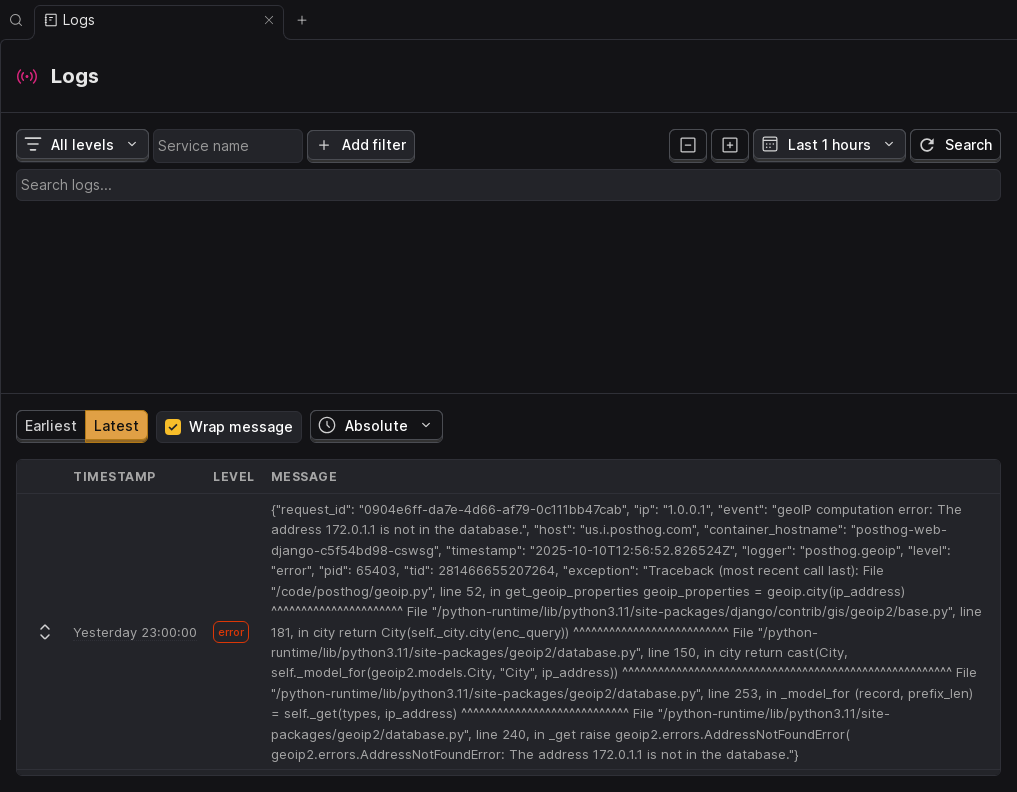 Logs
Logs
All levels
Service name
Add filter
Last 1 hours
Search
Search logs...
Earliest
Latest
Wrap message
Absolute
TIMESTAMP LEVEL MESSAGE
Yesterday 23:00:00
error
{"request_id": "0904e6ff-da7e-4d66-af79-0c111bb47cab", "ip": "1.0.0.1", "event": "geoIP computation error: The
address 172.0.1.1 is not in the database.", "host": "us.i.posthog.com", "container_hostname": "posthog-web-
django-c5f54bd98-cswsg", "timestamp": "2025-10-10T12:56:52.826524Z", "logger": "posthog.geoip", "level":
"error", "pid": 65403, "tid": 281466655207264, "exception": "Traceback (most recent call last): File
"/code/posthog/geoip.py", line 52, in get_geoip_properties geoip_properties = geoip.city(ip_address)
^^^^^^^^^^^^^^^^^^^^^^ File "/python-runtime/lib/python3.11/site-packages/django/contrib/gis/geoip2/base.py", line
181, in city return City(self._city.city(enc_query)) ^^^^^^^^^^^^^^^^^^^^^^^^^^ File "/python-
runtime/lib/python3.11/site-packages/geoip2/database.py", line 150, in city return cast(City,
self._model_for(geoip2.models.City, "City", ip_address)) ^^^^^^^^^^^^^^^^^^^^^^^^^^^^^^^^^^^^^^^^^^^^^^^^^^^^^^^ File
"/python-runtime/lib/python3.11/site-packages/geoip2/database.py", line 253, in _model_for (record, prefix_len)
= self._get(types, ip_address) ^^^^^^^^^^^^^^^^^^^^^^^^^^^^ File "/python-runtime/lib/python3.11/site-
packages/geoip2/database.py", line 240, in _get raise geoip2.errors.AddressNotFoundError(
geoip2.errors.AddressNotFoundError: The address 172.0.1.1 is not in the database."}